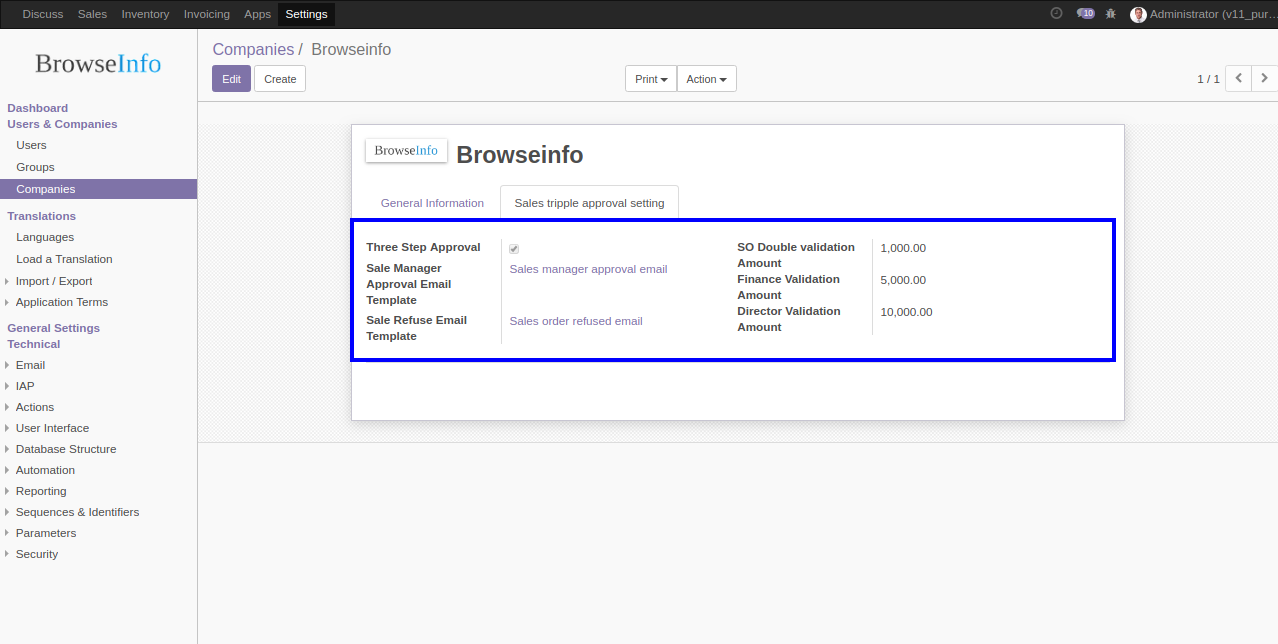 Discuss Sales Inventory Invoicing Apps Settings 10 Administrator (v11_pur...
BrowseInfo
Dashboard
Users & Companies
Users
Groups
Companies
Translations
Languages
Load a Translation
Import / Export
Application Terms
General Settings
Technical
Email
IAP
Actions
User Interface
Database Structure
Automation
Reporting
Sequences & Identifiers
Parameters
Security
Companies / Browseinfo
Edit Create Print Action 1 / 1
BrowseInfo Browseinfo
General Information Sales tripple approval setting
Three Step Approval
Sale Manager Sales manager approval email
Approval Email
Template
Sale Refuse Email Sales order refused email
Template
SO Double validation 1,000.00
Amount
Finance Validation 5,000.00
Amount
Director Validation 10,000.00
Amount